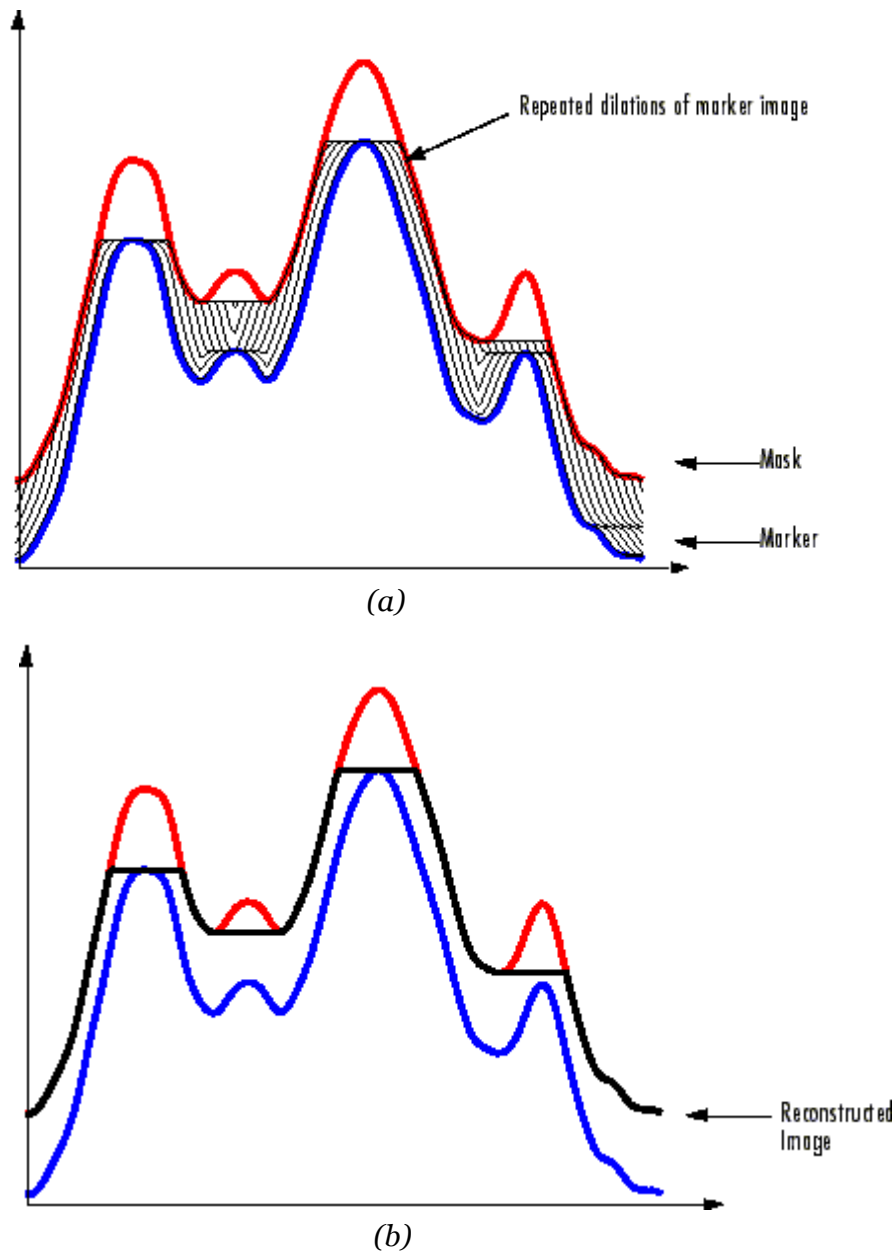 Repeated dilations of marker image
Mask
Marker
(a)
Reconstructed
Image
(b)